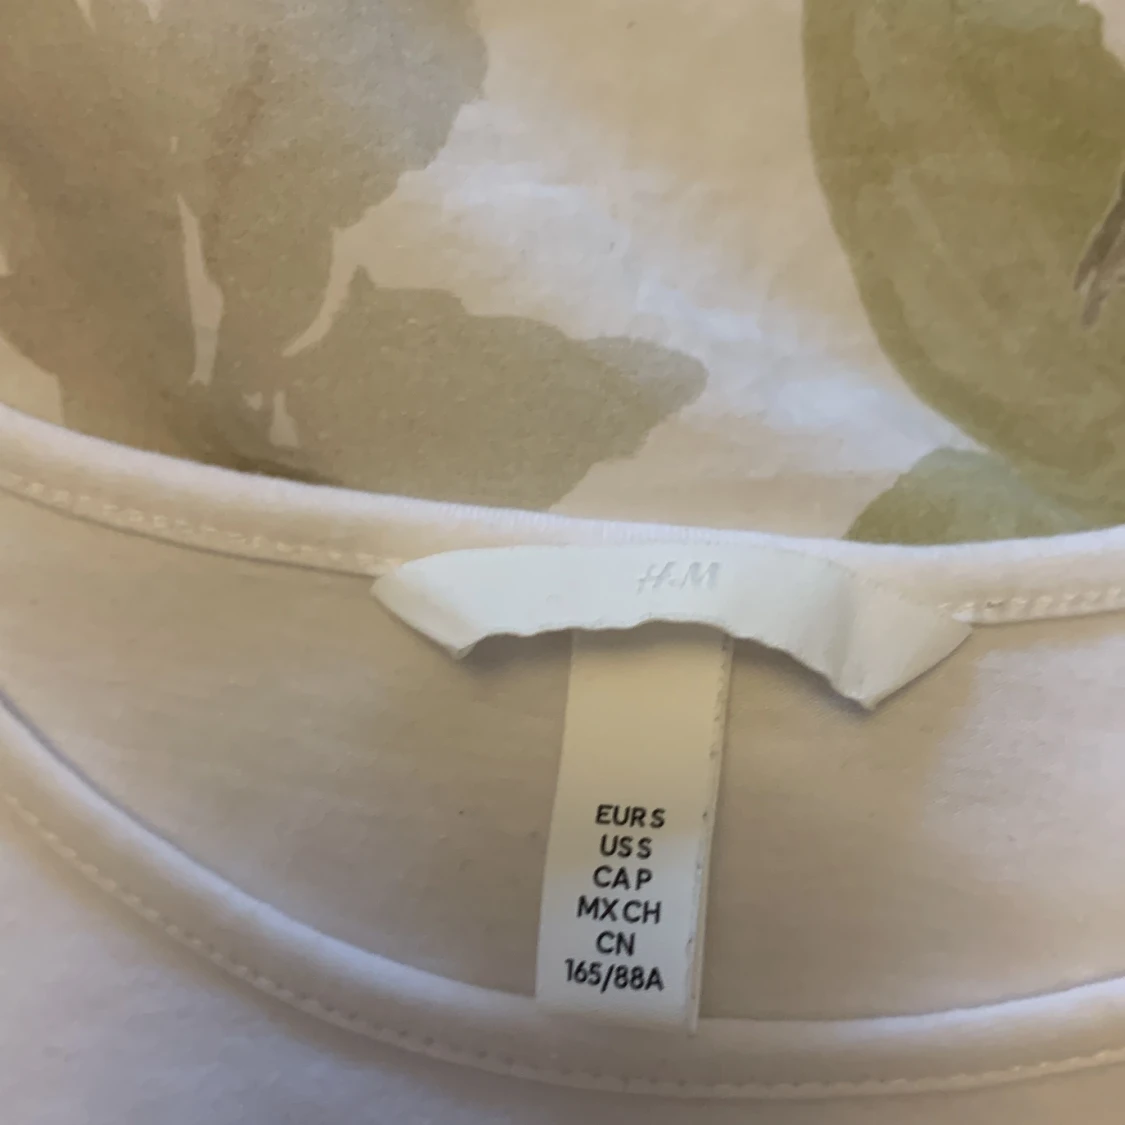 H&M
EUR S
US S
CA P
MX CH
CN
165/88A